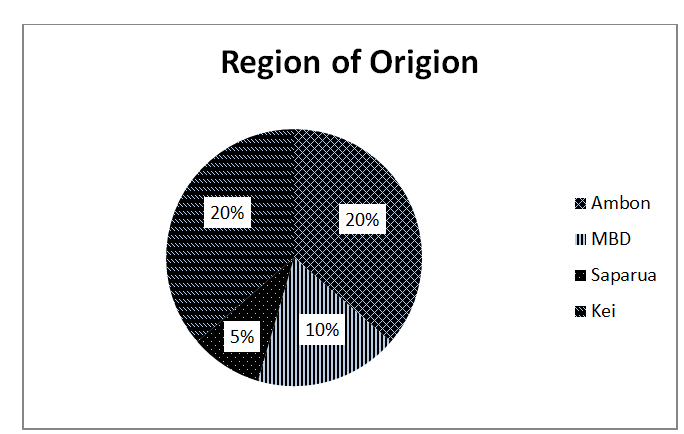 Region of Origion
20%
20%
10%
5%
Ambon
MBD
Saparua
Kei